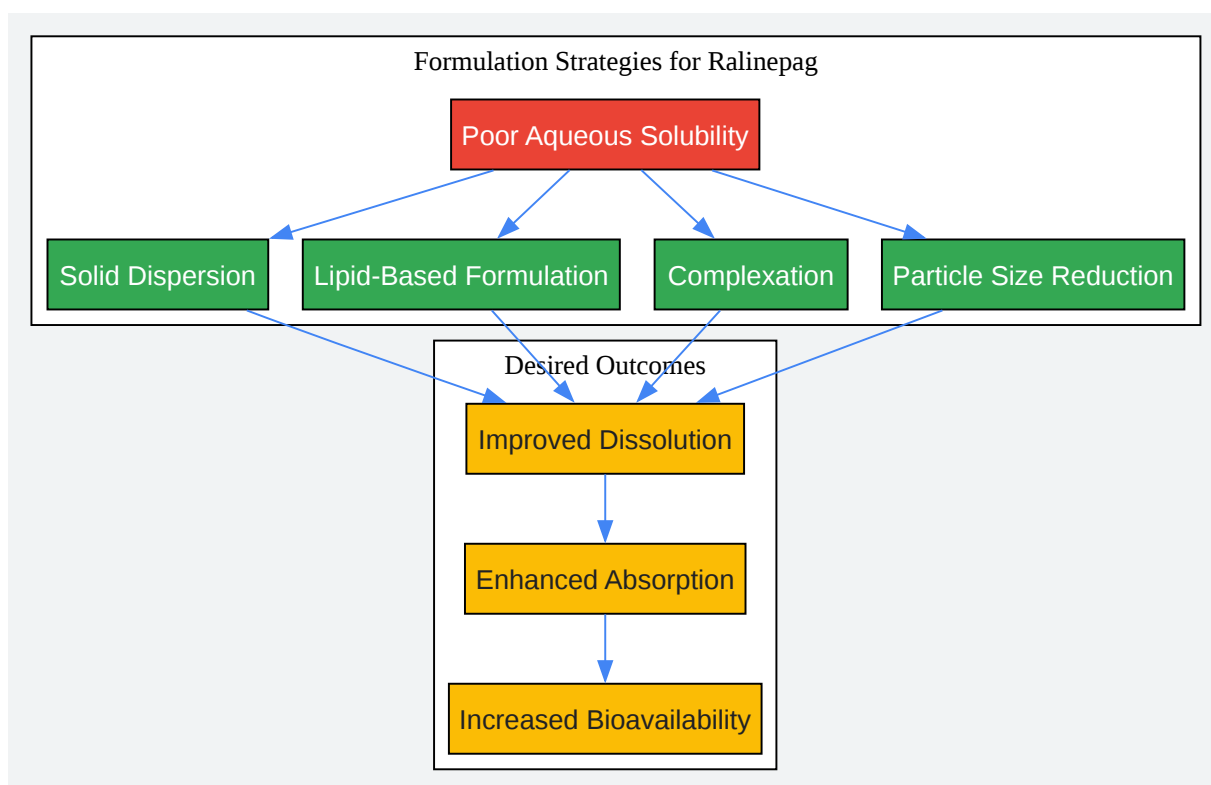 Formulation Strategies for Ralinepag
Poor Aqueous Solubility
Solid Dispersion
Lipid-Based Formulation
Complexation
Particle Size Reduction
Desired Outcomes
Improved Dissolution
Enhanced Absorption
Increased Bioavailability